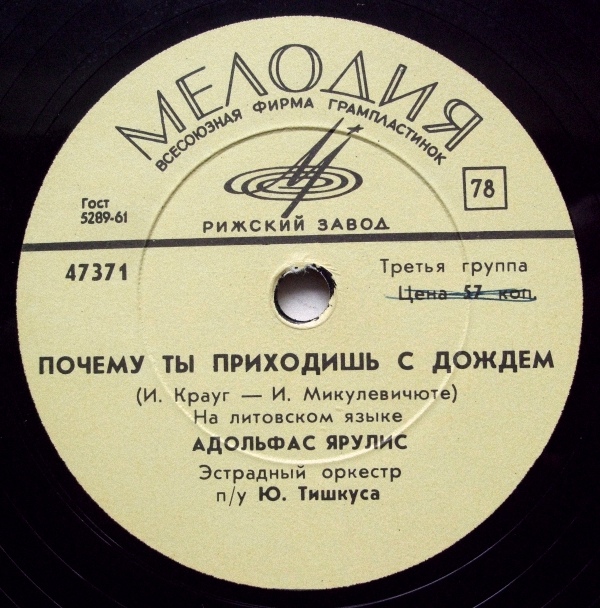 МЕЛОДИЯ
ВСЕСОЮЗНАЯ ФИРМА ГРАМПЛАСТИНОК
Гост
5289-61
78
РИЖСКИЙ ЗАВОД
47371
Третья группа
Цена 57 коп.
ПОЧЕМУ ТЫ ПРИХОДИШЬ С ДОЖДЕМ
(И. Крауг — И. Микулевичюте)
На литовском языке
АДОЛЬФАС ЯРУЛИС
Эстрадный оркестр
п/у Ю. Тишкуса